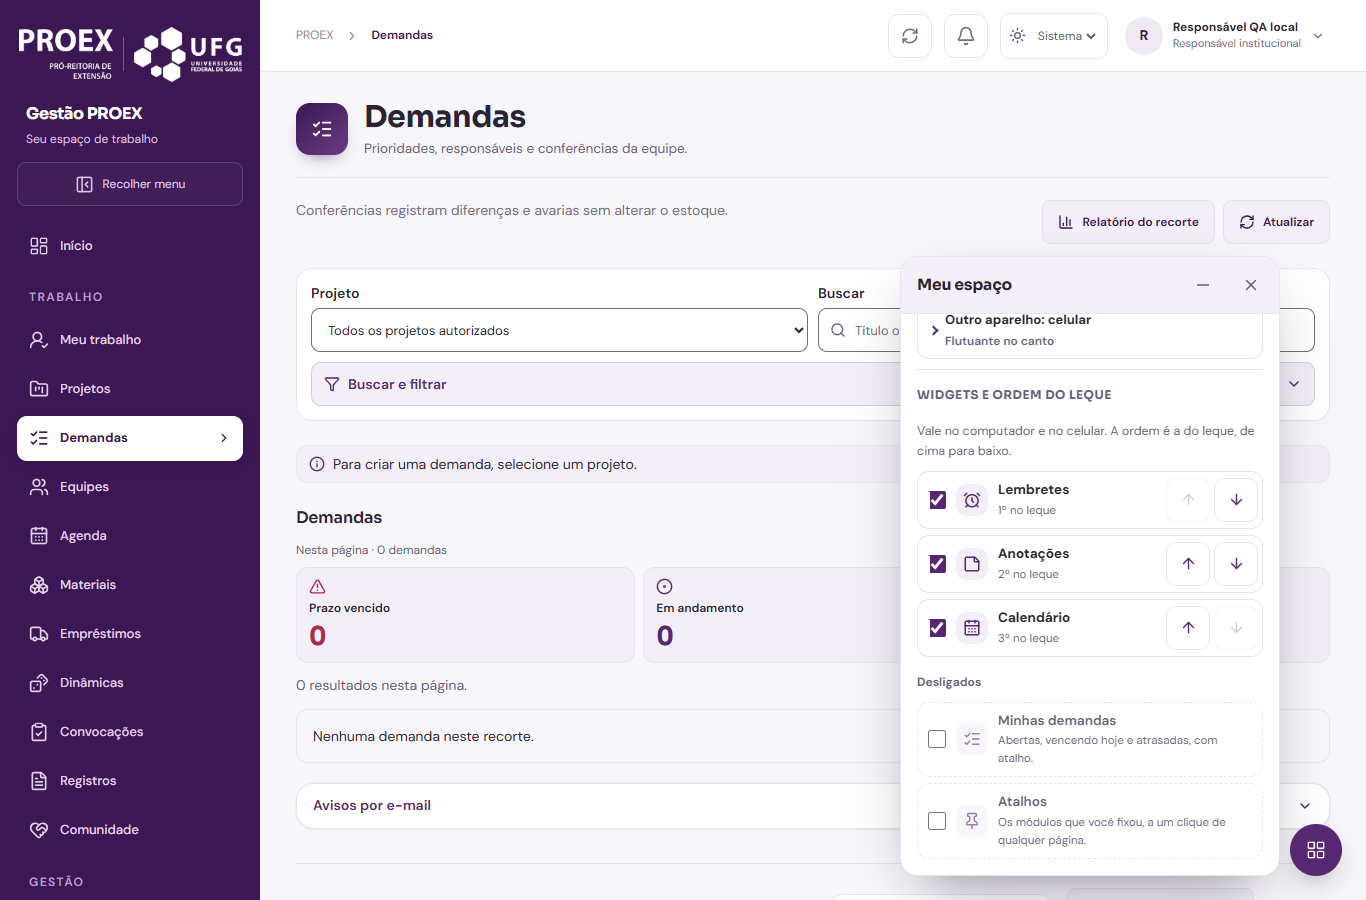 PROEX
PRÓ-REITORIA DE
EXTENSÃO
UFG
UNIVERSIDADE
FEDERAL DE GOIÁS
Gestão PROEX
Seu espaço de trabalho
Recolher menu
Início
TRABALHO
Meu trabalho
Projetos
Demandas
Equipes
Agenda
Materiais
Empréstimos
Dinâmicas
Convocações
Registros
Comunidade
GESTÃO
PROEX > Demandas
Sistema
R
Responsável QA local
Responsável institucional
Demandas
Prioridades, responsáveis e conferências da equipe.
Conferências registram diferenças e avarias sem alterar o estoque.
Relatório do recorte
Atualizar
Projeto
Todos os projetos autorizados
Buscar
Título o
Buscar e filtrar
Para criar uma demanda, selecione um projeto.
Demandas
Nesta página · 0 demandas
Prazo vencido
0
Em andamento
0
0 resultados nesta página.
Nenhuma demanda neste recorte.
Avisos por e-mail
Meu espaço
Outro aparelho: celular
Flutuante no canto
WIDGETS E ORDEM DO LEQUE
Vale no computador e no celular. A ordem é a do leque, de
cima para baixo.
Lembretes
1º no leque
Anotações
2º no leque
Calendário
3º no leque
Desligados
Minhas demandas
Abertas, vencendo hoje e atrasadas, com
atalho.
Atalhos
Os módulos que você fixou, a um clique de
qualquer página.